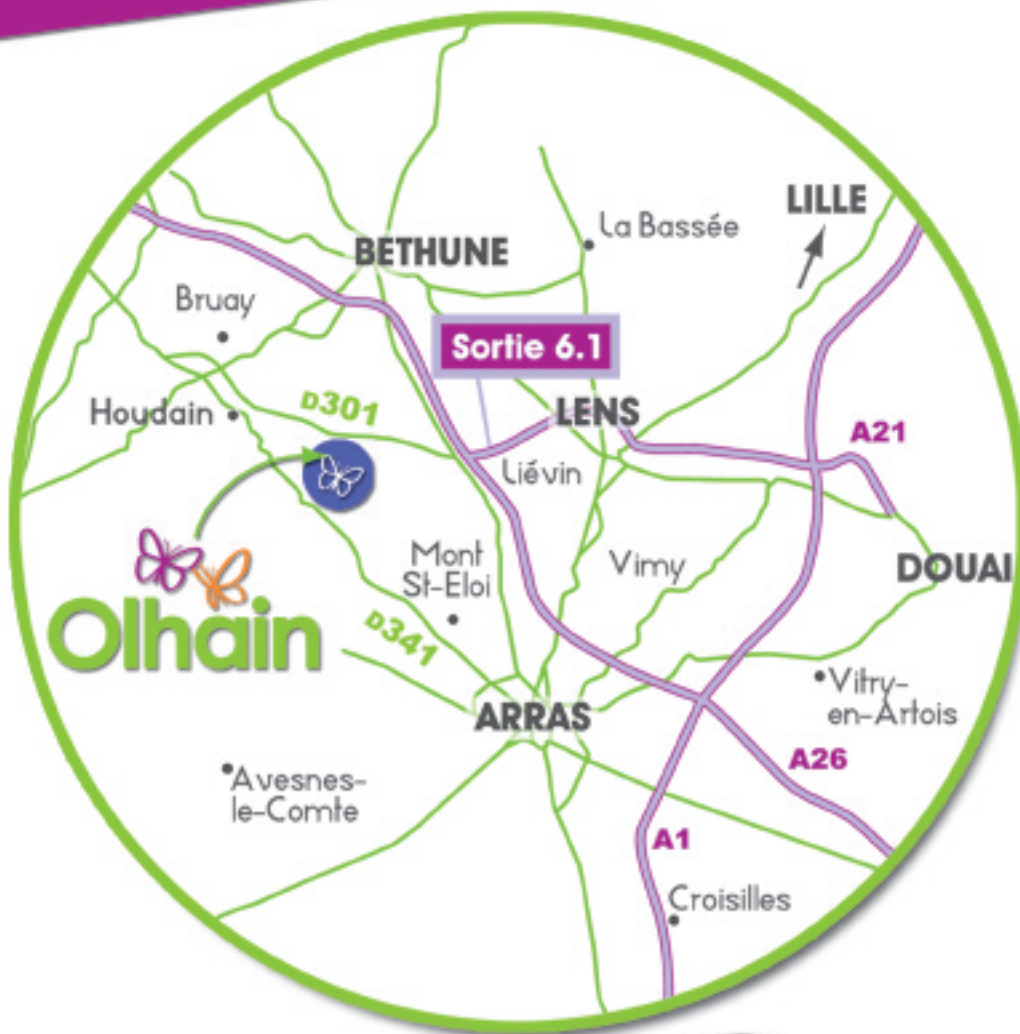 LILLE
La Bassée
BETHUNE
Bruay
Sortie 6.1
Houdain
D301
LENS
A21
Liévin
Mont
St-Eloi
Vimy
DOUAI
Olhain
D341
Vitry-
en-Artois
ARRAS
A26
Avesnes-
le-Comte
A1
Croisilles